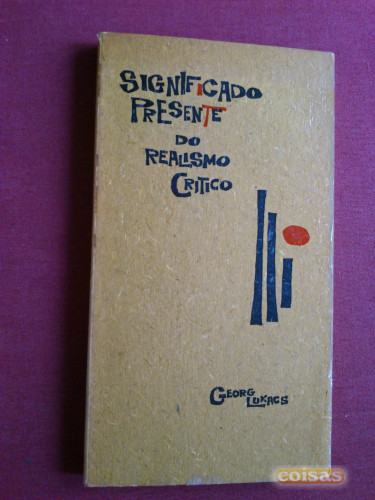 SIGNIFiCADO
PRESENTE
DO
REALISMO
CRITICO
GEORG
LUKACS
coisas